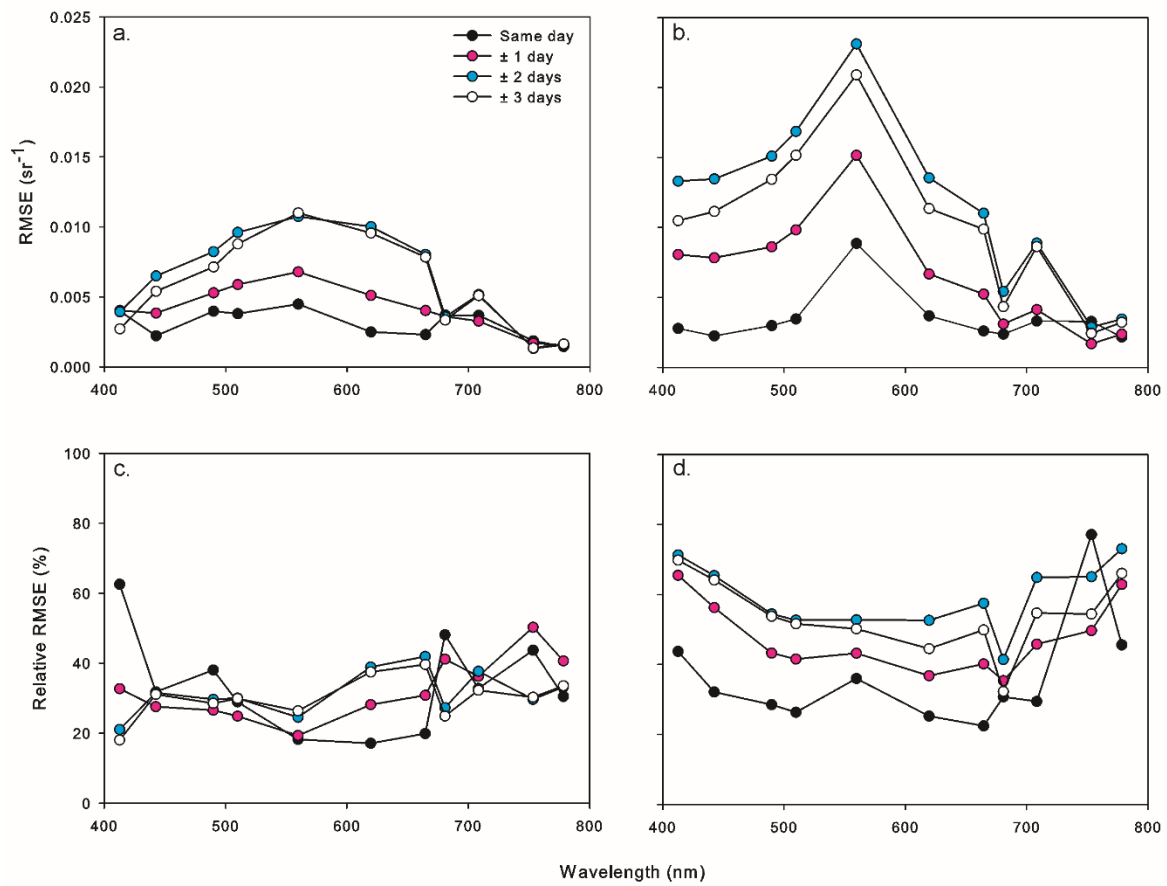 a.
Same day
± 1 day
± 2 days
± 3 days
b.
0.025
0.020
0.015
0.010
0.005
0.000
RMSE (sr⁻¹)
400 500 600 700 800
400 500 600 700 800
c.
d.
100
80
60
40
20
0
Relative RMSE (%)
400 500 600 700 800
400 500 600 700 800
Wavelength (nm)